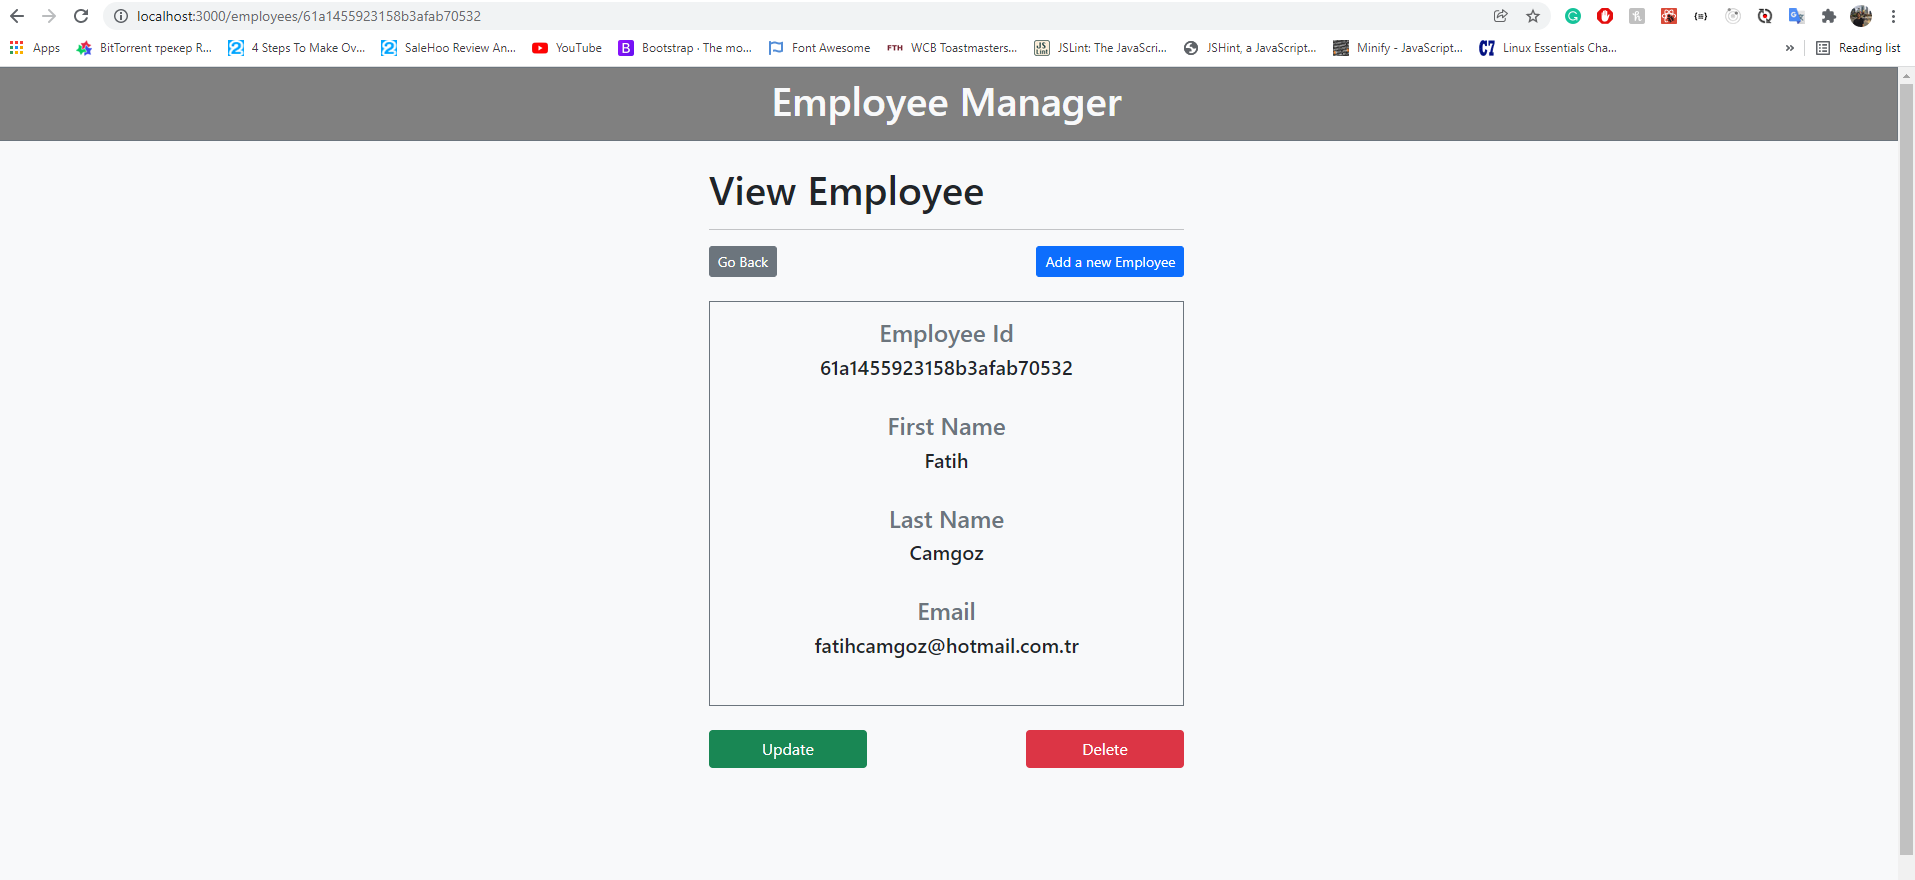 localhost:3000/employees/61a1455923158b3afab70532
Apps BitTorrent трекер R... 4 Steps To Make Ov... SaleHoo Review An... YouTube Bootstrap · The mo... Font Awesome FTH WCB Toastmasters... JS Lint JSLint: The JavaScri... JSHint, a JavaScript... Minify - JavaScript... C7 Linux Essentials Cha... » Reading list
Employee Manager
View Employee
Go Back Add a new Employee
Employee Id
61a1455923158b3afab70532
First Name
Fatih
Last Name
Camgoz
Email
fatihcamgoz@hotmail.com.tr
Update Delete